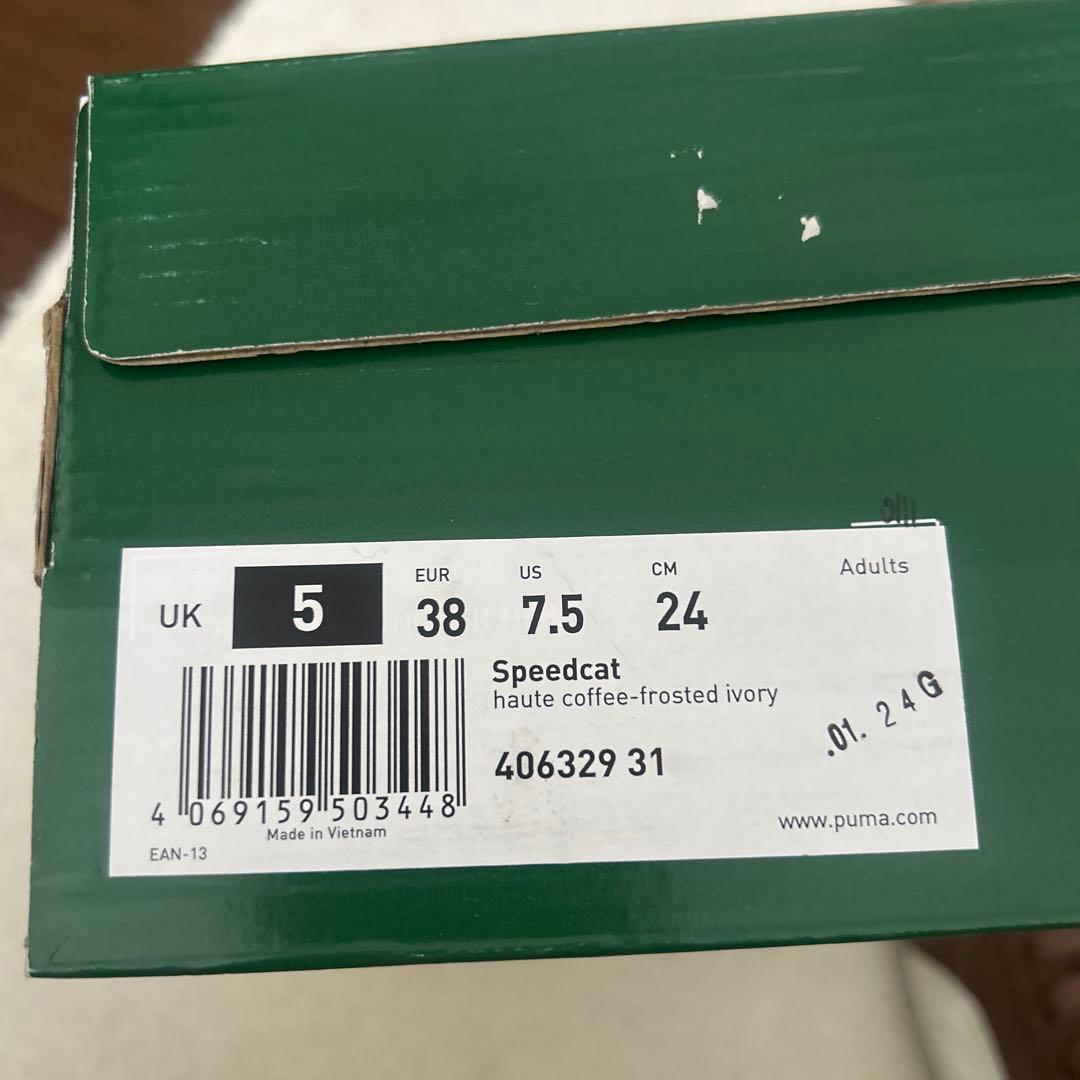 UK 5
EUR 38
US 7.5
CM 24
Adults
Speedcat
haute coffee-frosted ivory
406329 31
.01. 24G
4 069159 503448
Made in Vietnam
EAN-13
www.puma.com